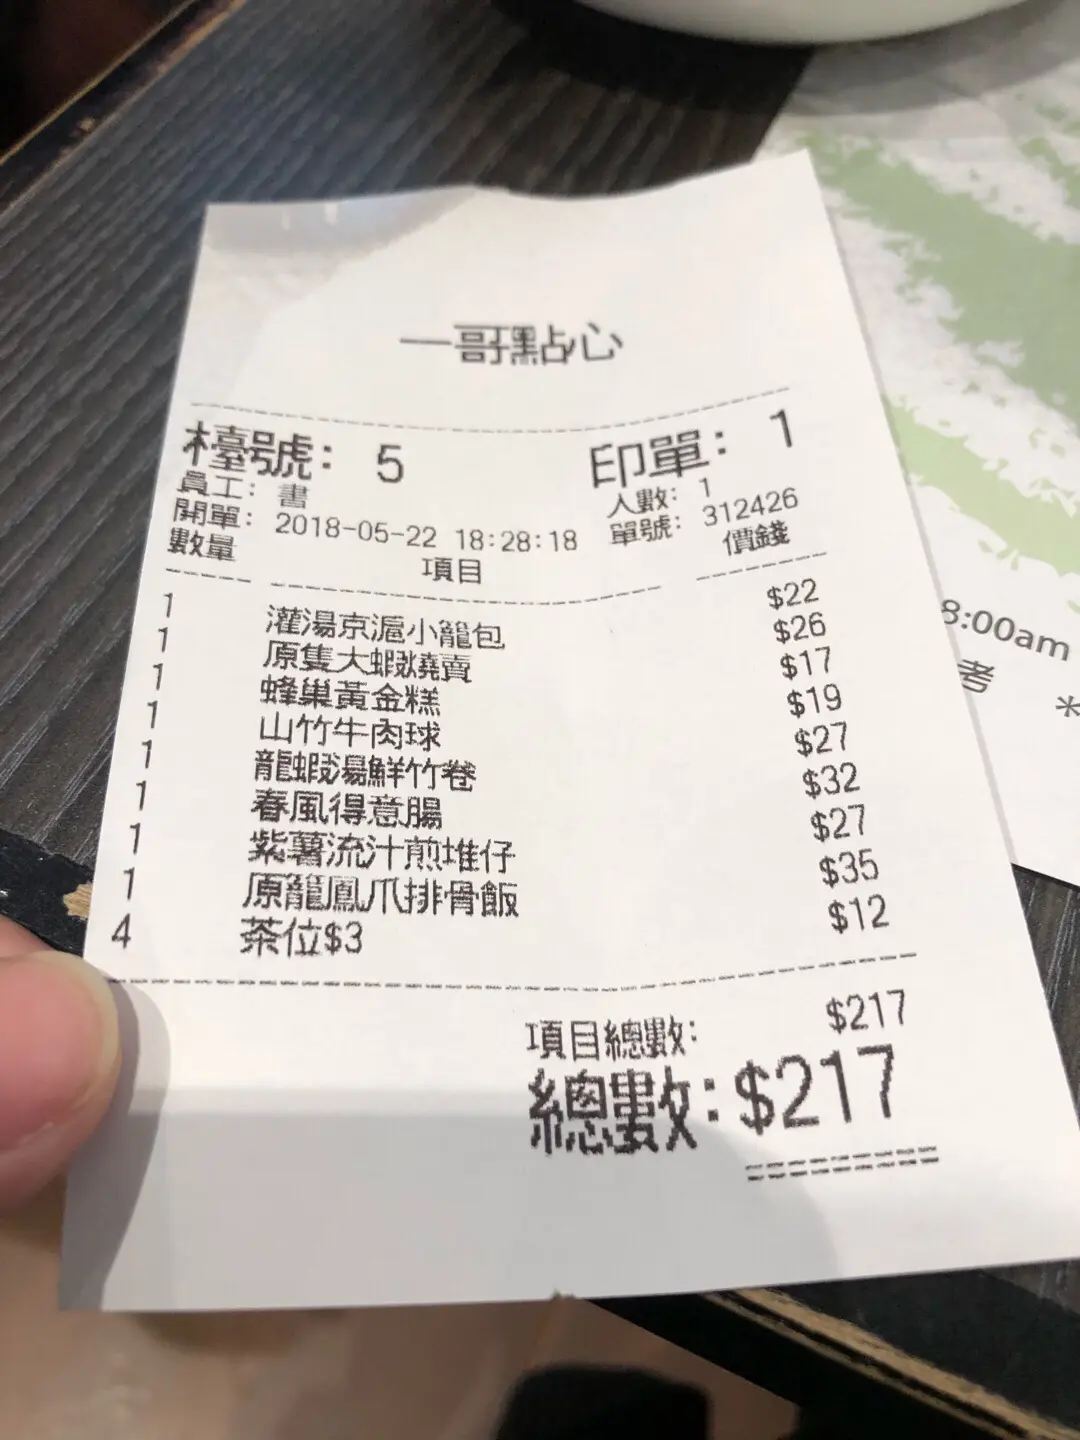 一哥點心
檯號: 5 印單: 1
員工: 書 人數: 1
開單: 2018-05-22 18:28:18 單號: 312426
數量 項目 價錢
1 灌湯京滬小籠包 $22
1 原隻大蝦燒賣 $26
1 蜂巢黃金糕 $17
1 山竹牛肉球 $19
1 龍蝦湯鮮竹卷 $27
1 春風得意腸 $32
1 紫薯流汁煎堆仔 $27
1 原籠鳳爪排骨飯 $35
4 茶位$3 $12
項目總數: $217
總數: $217
8:00am
考
*